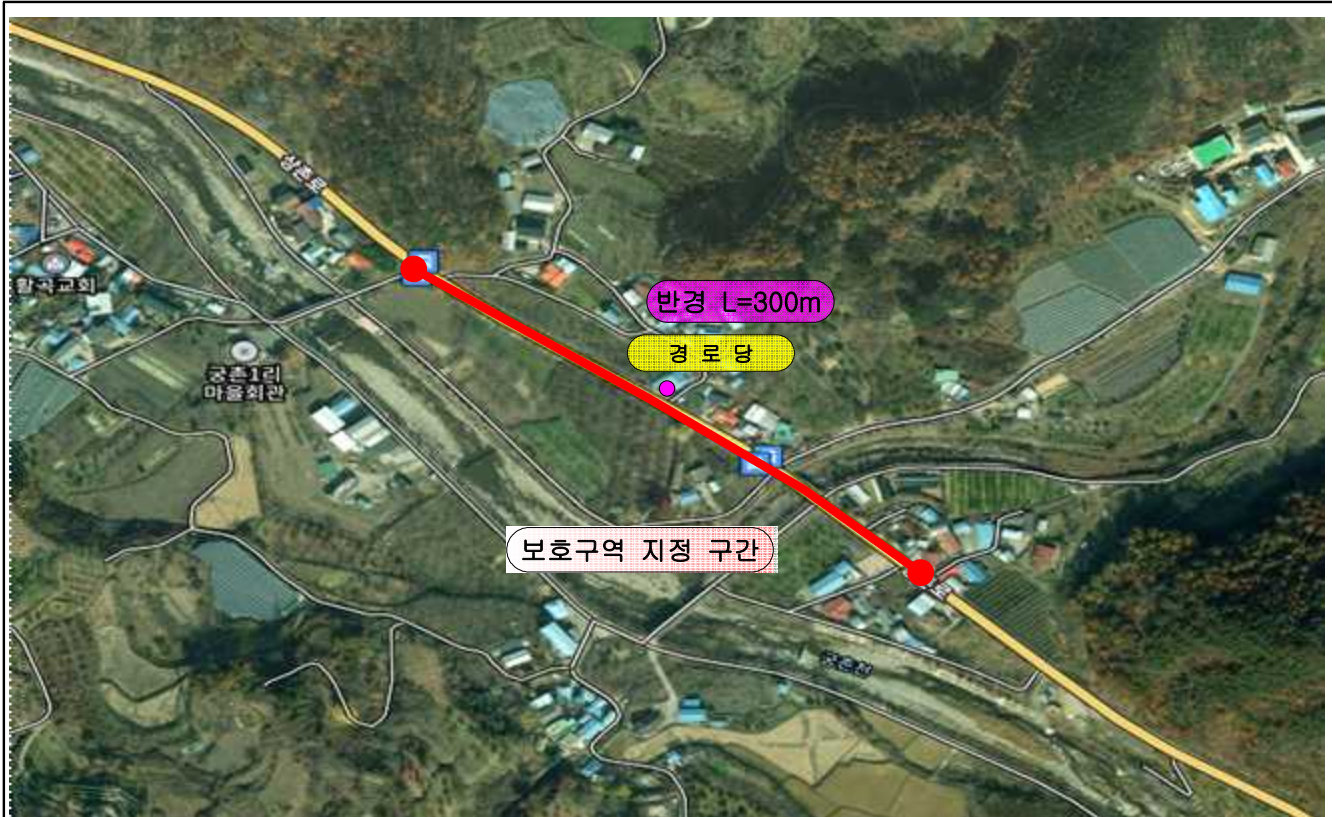 상촌로
반경 L=300m
활곡교회
경 로 당
궁촌1리
마을회관
보호구역 지정 구간
궁촌천